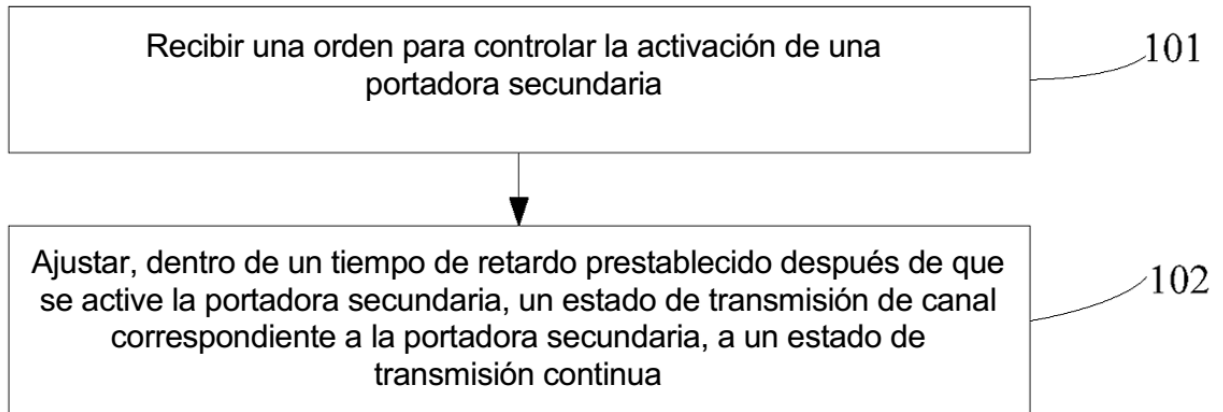 Recibir una orden para controlar la activación de una
portadora secundaria
101
Ajustar, dentro de un tiempo de retardo prestablecido después de que
se active la portadora secundaria, un estado de transmisión de canal
correspondiente a la portadora secundaria, a un estado de
transmisión continua
102